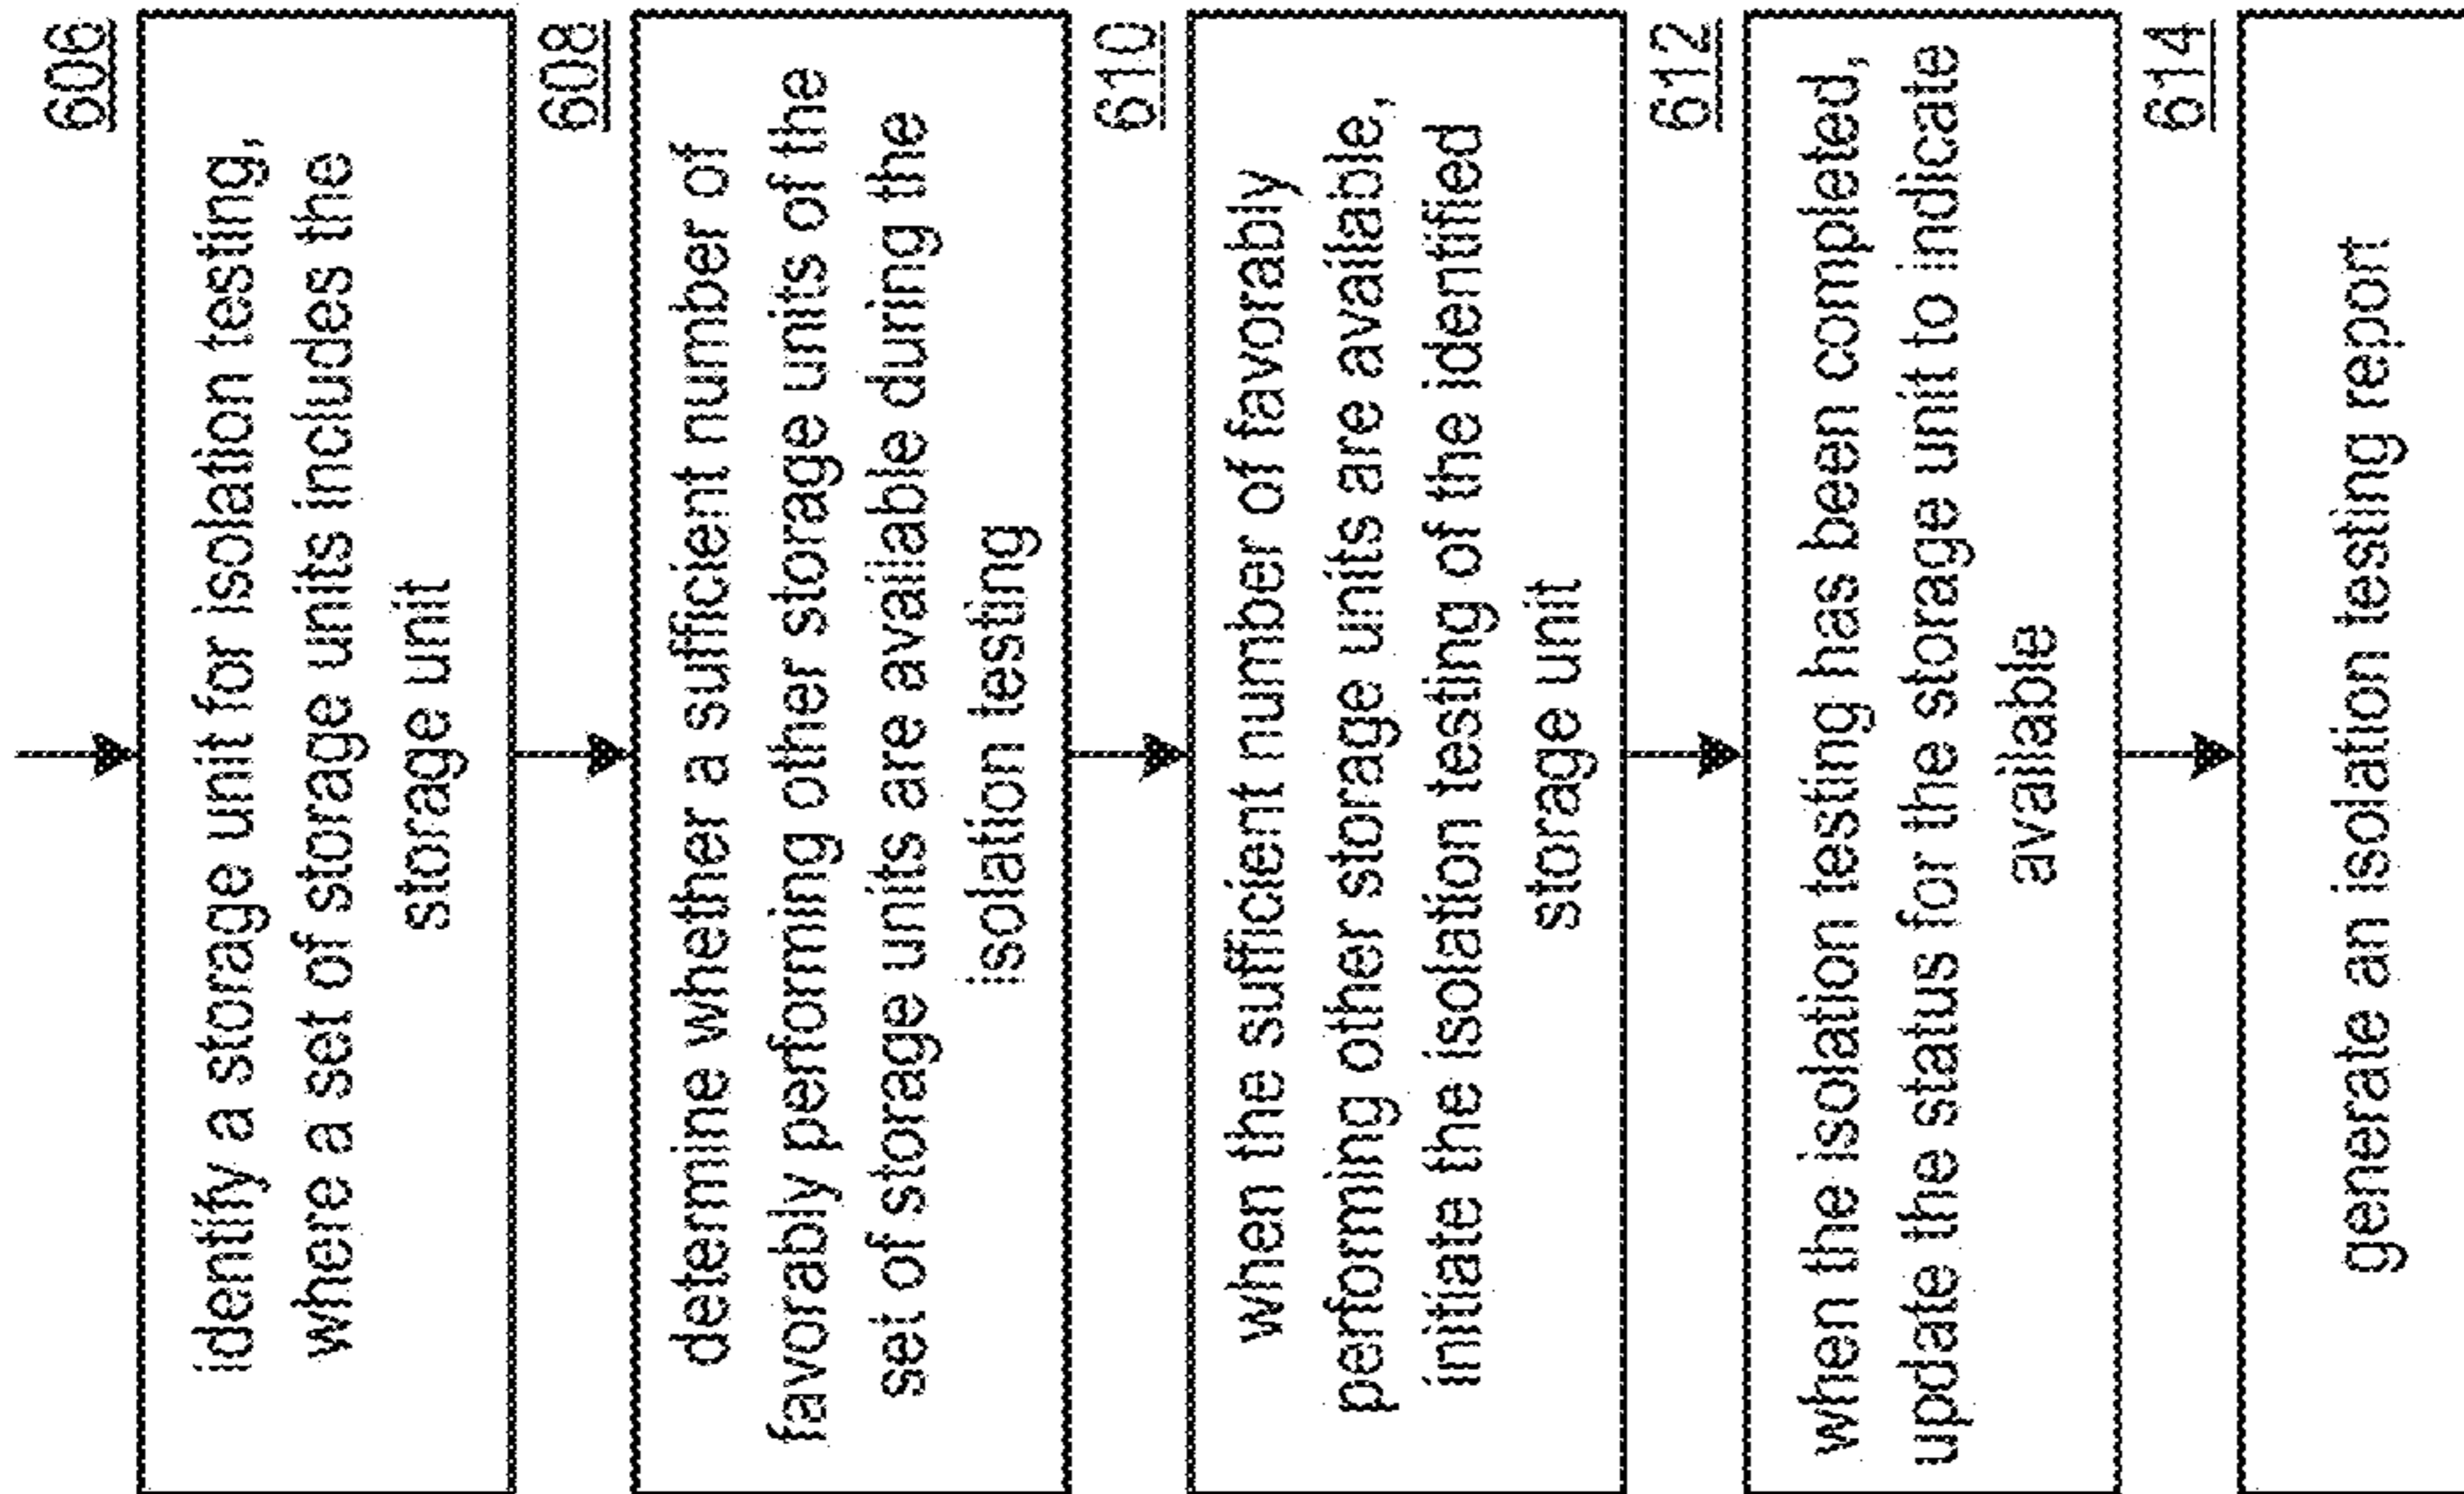 606
identify a storage unit for isolation testing,
where a set of storage units includes the
storage unit
608
determine whether a sufficient number of
favorably performing other storage units of the
set of storage units are available during the
isolation testing
610
when the sufficient number of favorably
performing other storage units are available,
initiate the isolation testing of the identified
storage unit
612
when the isolation testing has been completed,
update the status for the storage unit to indicate
available
614
generate an isolation testing report